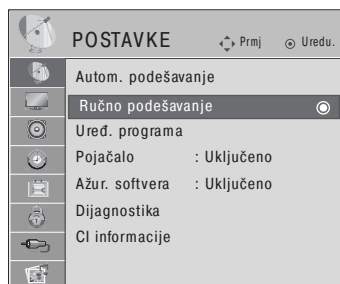 POSTAVKE Prmj Uredu.
Autom. podešavanje
Ručno podešavanje
Uređ. programa
Pojačalo : Uključeno
Ažur. softvera : Uključeno
Dijagnostika
CI informacije